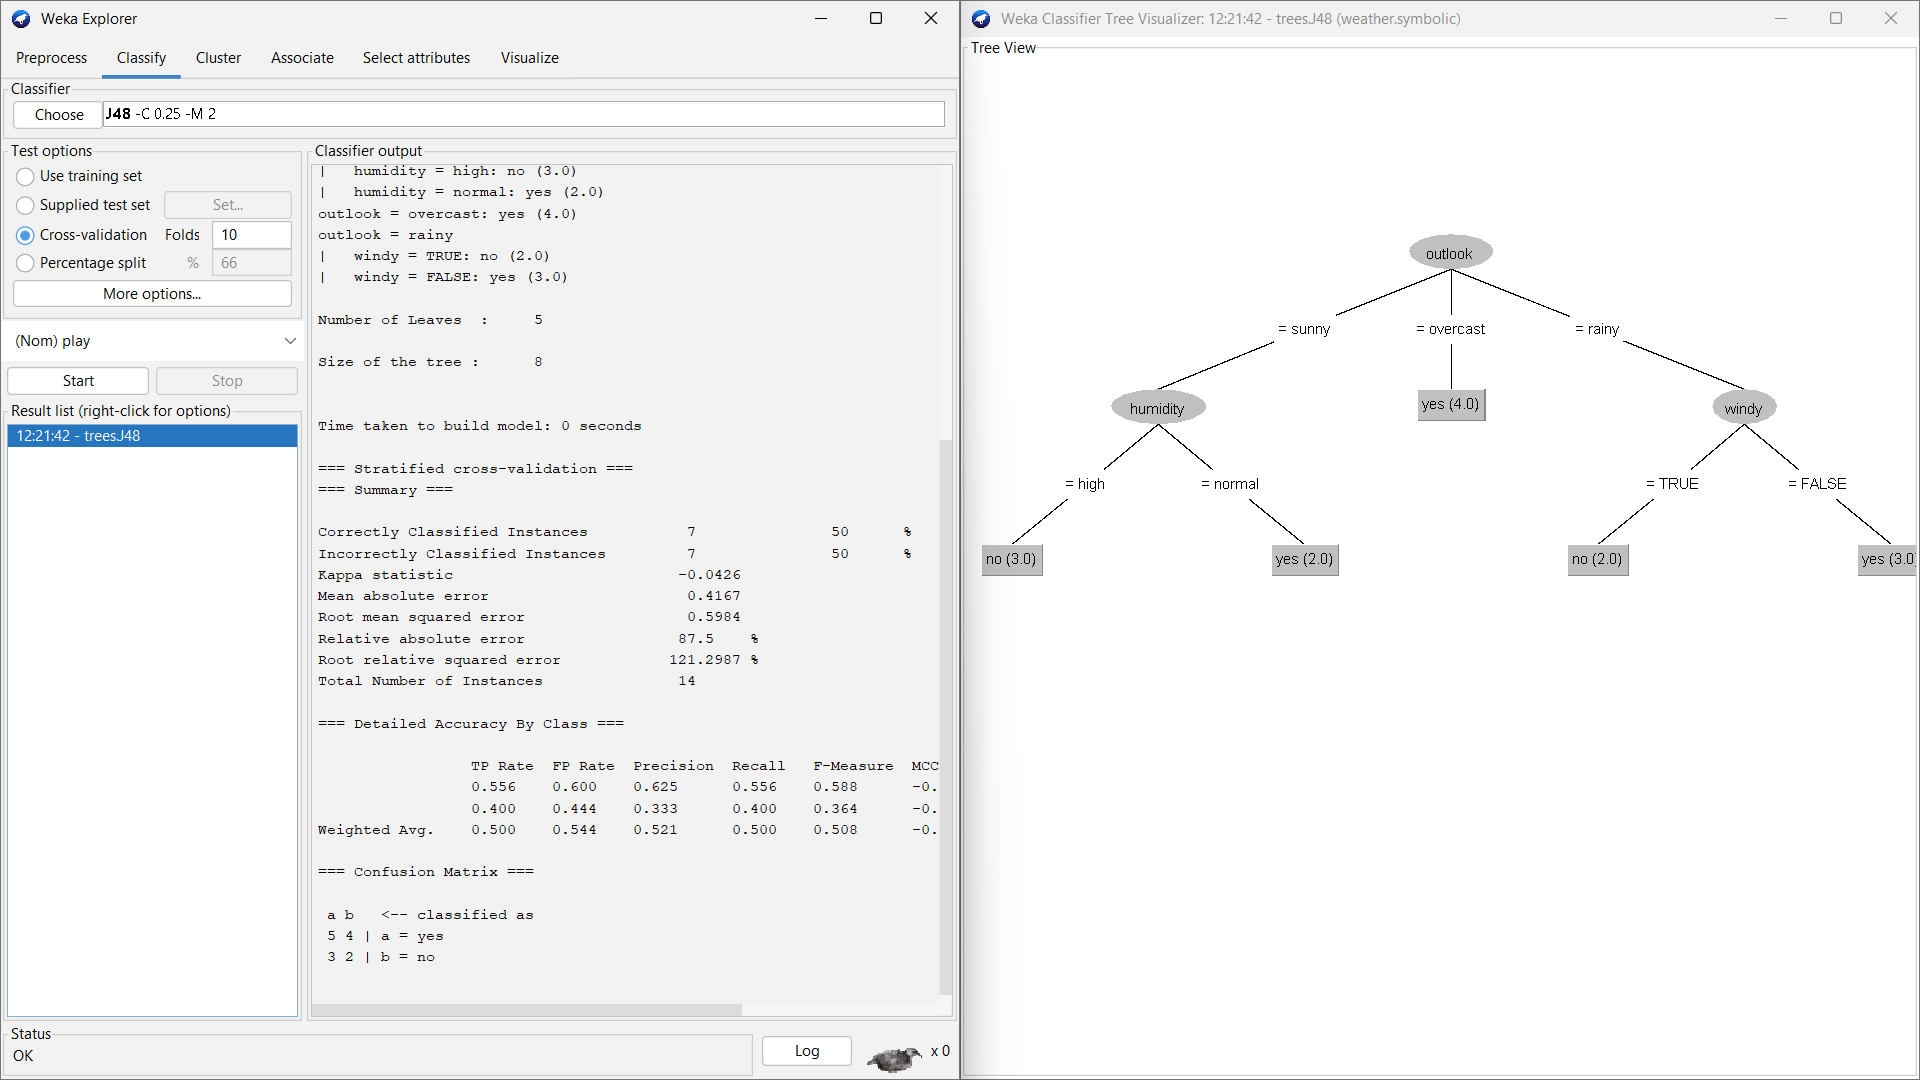 Weka Explorer
Preprocess Classify Cluster Associate Select attributes Visualize
Classifier
Choose J48 -C 0.25 -M 2
Test options
Use training set
Supplied test set Set...
Cross-validation Folds 10
Percentage split % 66
More options...
(Nom) play
Start Stop
Result list (right-click for options)
12:21:42 - trees.J48
Classifier output
|   humidity = high: no (3.0)
|   humidity = normal: yes (2.0)
outlook = overcast: yes (4.0)
outlook = rainy
|   windy = TRUE: no (2.0)
|   windy = FALSE: yes (3.0)
Number of Leaves  :     5
Size of the tree :      8
Time taken to build model: 0 seconds
=== Stratified cross-validation ===
=== Summary ===
Correctly Classified Instances 7 50 %
Incorrectly Classified Instances 7 50 %
Kappa statistic -0.0426
Mean absolute error 0.4167
Root mean squared error 0.5984
Relative absolute error 87.5 %
Root relative squared error 121.2987 %
Total Number of Instances 14
=== Detailed Accuracy By Class ===
TP Rate FP Rate Precision Recall F-Measure MCC
0.556 0.600 0.625 0.556 0.588 -0.
0.400 0.444 0.333 0.400 0.364 -0.
Weighted Avg. 0.500 0.544 0.521 0.500 0.508 -0.
=== Confusion Matrix ===
a b   <-- classified as
5 4 | a = yes
3 2 | b = no
Status
OK
Log
x 0
Weka Classifier Tree Visualizer: 12:21:42 - trees.J48 (weather.symbolic)
Tree View
outlook
= sunny = overcast = rainy
humidity yes (4.0) windy
= high = normal = TRUE = FALSE
no (3.0) yes (2.0) no (2.0) yes (3.0